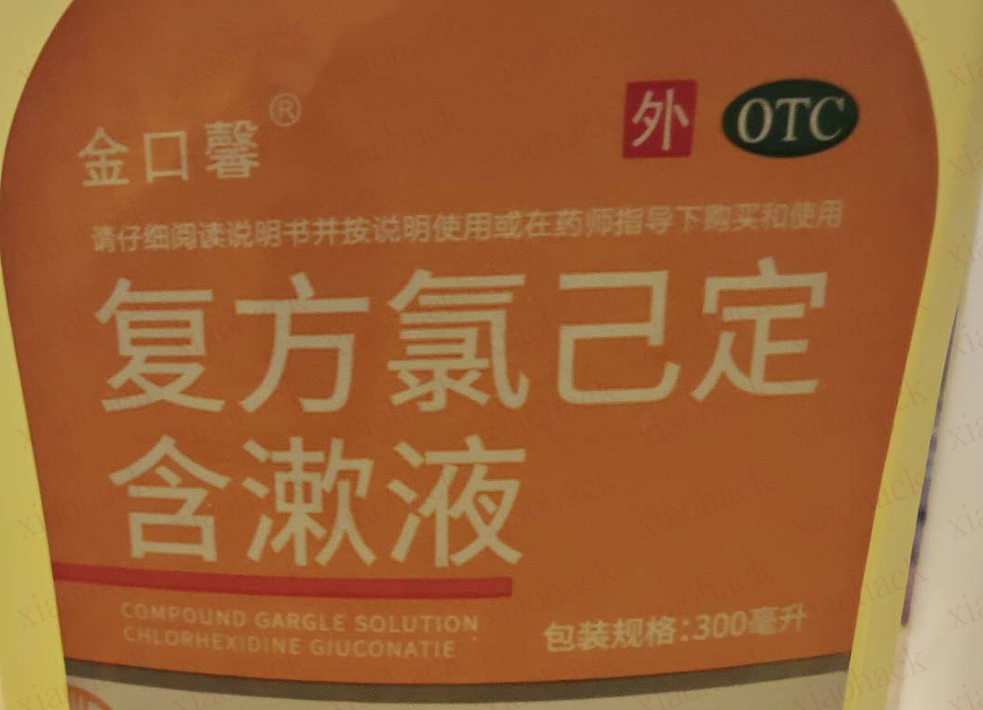 金口馨®
外 OTC
请仔细阅读说明书并按说明使用或在药师指导下购买和使用
复方氯己定
含漱液
COMPOUND GARGLE SOLUTION
CHLORHEXIDINE GIUCONATIE
包装规格:300毫升
xiaohack